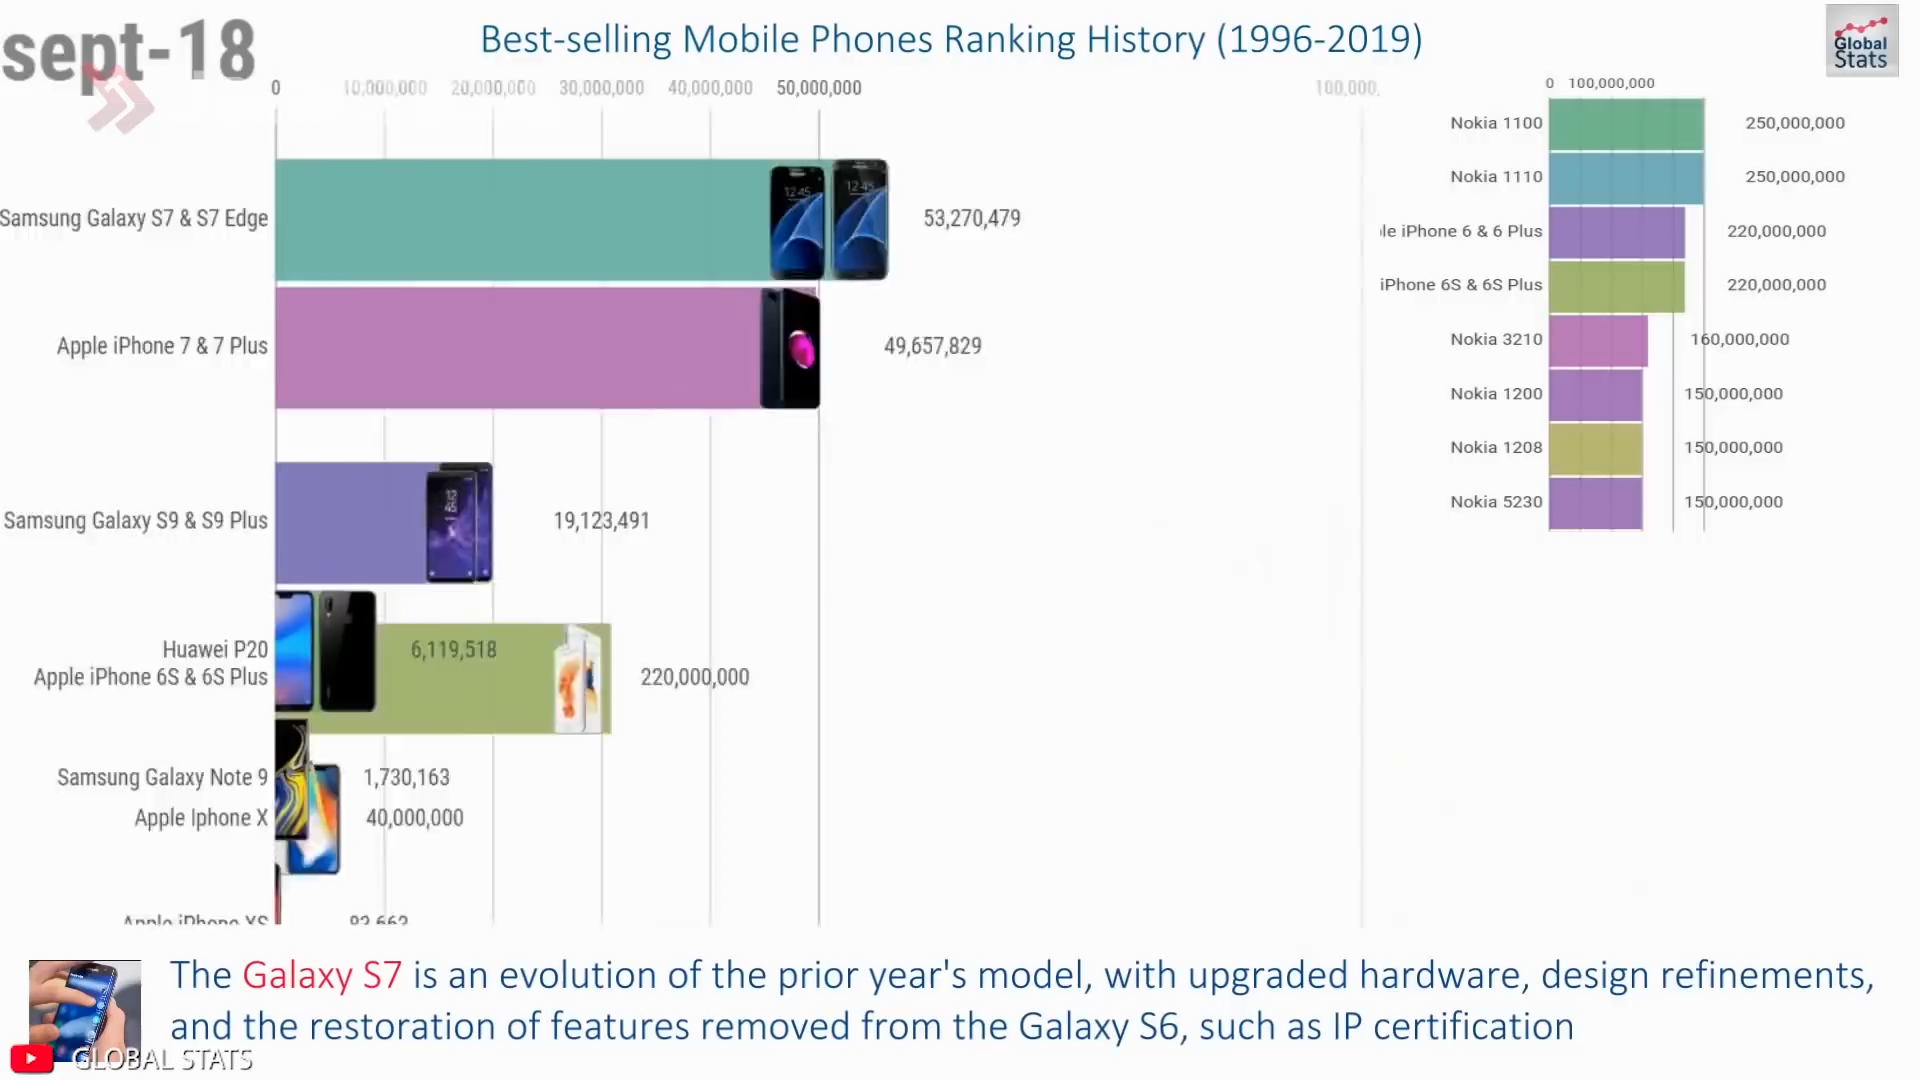 sept-18
Best-selling Mobile Phones Ranking History (1996-2019)
Global
Stats
0 10,000,000 20,000,000 30,000,000 40,000,000 50,000,000 100,000,
Samsung Galaxy S7 & S7 Edge 53,270,479
Apple iPhone 7 & 7 Plus 49,657,829
Samsung Galaxy S9 & S9 Plus 19,123,491
Huawei P20 6,119,518
Apple iPhone 6S & 6S Plus 220,000,000
Samsung Galaxy Note 9 1,730,163
Apple Iphone X 40,000,000
Apple iPhone XS 83,663
0 100,000,000
Nokia 1100 250,000,000
Nokia 1110 250,000,000
le iPhone 6 & 6 Plus 220,000,000
iPhone 6S & 6S Plus 220,000,000
Nokia 3210 160,000,000
Nokia 1200 150,000,000
Nokia 1208 150,000,000
Nokia 5230 150,000,000
The Galaxy S7 is an evolution of the prior year's model, with upgraded hardware, design refinements,
and the restoration of features removed from the Galaxy S6, such as IP certification
GLOBAL STATS